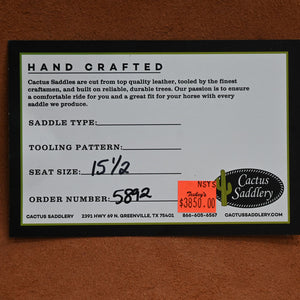 HAND CRAFTED
Cactus Saddles are cut from top quality leather, tooled by the finest
craftsmen, and built on reliable, durable trees. Our passion is to ensure
a comfortable ride for you and a great fit for your horse with every
saddle we produce.
SADDLE TYPE:
TOOLING PATTERN:
SEAT SIZE: 15 1/2
ORDER NUMBER: 5892
NSTS
Teskey's
$3850.00
Cactus
Saddlery
CACTUS SADDLERY 2391 HWY 69 N. GREENVILLE, TX 75401 866-605-6567 CACTUSSADDLERY.COM